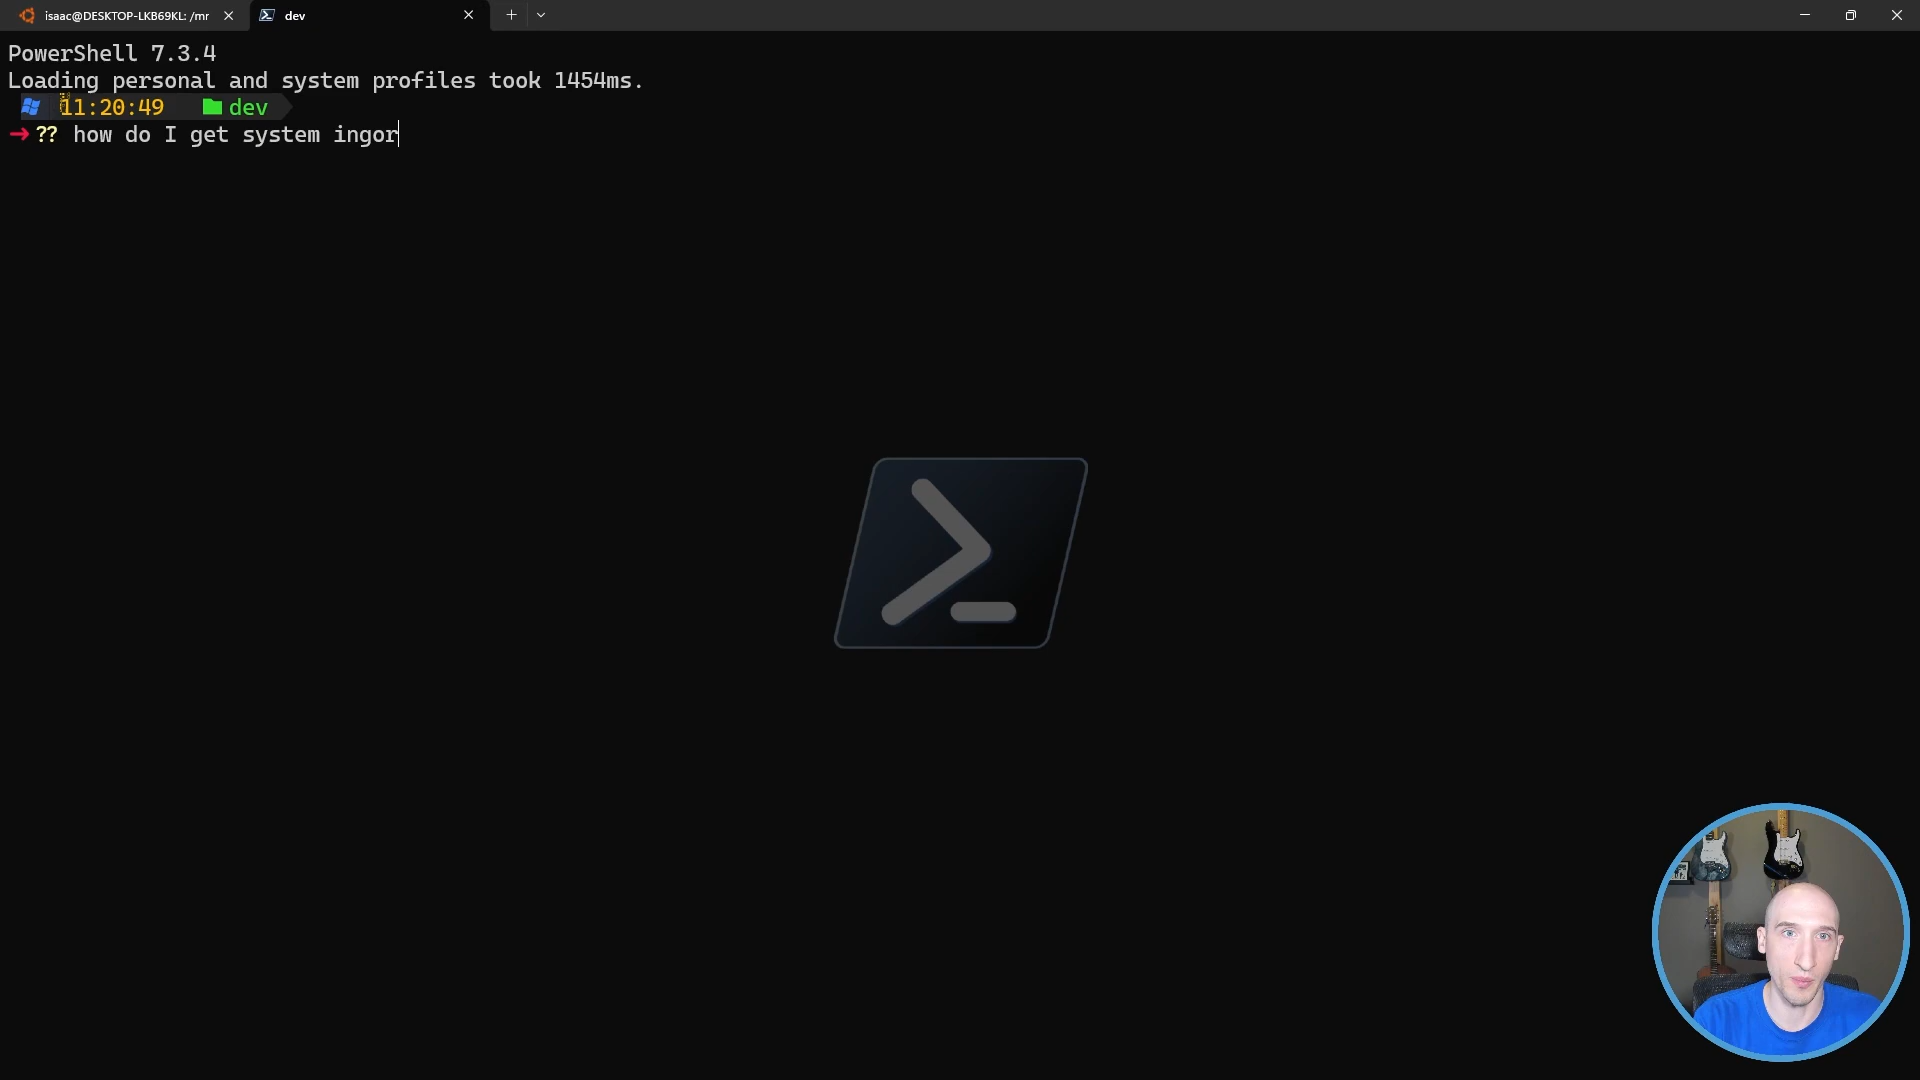 isaac@DESKTOP-LKB69KL: /mr
dev
PowerShell 7.3.4
Loading personal and system profiles took 1454ms.
11:20:49 dev
?? how do I get system ingor